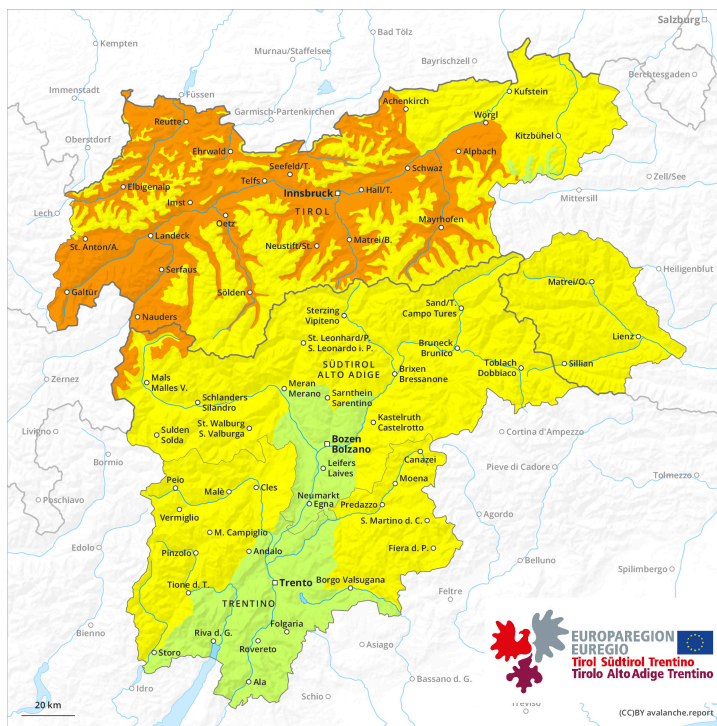 Salzburg
Kempten
Bad Tölz
Murnau/Staffelsee
Bayrischzell
Berchtesgaden
Immenstadt
Füssen
Garmisch-Partenkirchen
Achenkirch
Kufstein
Reutte
Wörgl
Oberstdorf
Ehrwald
Kitzbühel
Seefeld/T.
Alpbach
Telfs
Schwaz
Zell/See
Elbigenalp
Innsbruck
Hall/T.
Mittersill
Lech
Imst
TIROL
Oetz
Mayrhofen
St. Anton/A.
Landeck
Neustift/St.
Matrei/B.
Heiligenblut
Serfaus
Matrei/O.
Galtür
Sölden
Nauders
Sand/T.
Campo Tures
Sterzing
Vipiteno
Lienz
St. Leonhard/P.
S. Leonardo i. P.
Bruneck
Brunico
SÜDTIROL
ALTO ADIGE
Toblach
Dobbiaco
Sillian
Zernez
Mals
Malles V.
Meran
Merano
Brixen
Bressanone
Schlanders
Silandro
Sarnthein
Sarentino
Livigno
St. Walburg
S. Valburga
Kastelruth
Castelrotto
Sulden
Solda
Cortina d'Ampezzo
Bozen
Bolzano
Bormio
Canazei
Pieve di Cadore
Leifers
Laives
Tolmezzo
Poschiavo
Peio
Malè
Cles
Moena
Neumarkt
Egna
Predazzo
Vermiglio
Agordo
S. Martino d. C.
M. Campiglio
Edolo
Pinzolo
Andalo
Fiera d. P.
Belluno
Spilimbergo
Tione d. T.
Trento
Borgo Valsugana
Feltre
TRENTINO
Bienno
Folgaria
Riva d. G.
Storo
Rovereto
Asiago
Idro
Ala
Schio
Bassano d. G.
Treviso
EUROPAREGION
EUREGIO
Tirol Südtirol Trentino
Tirolo Alto Adige Trentino
20 km
(CC)BY avalanche.report